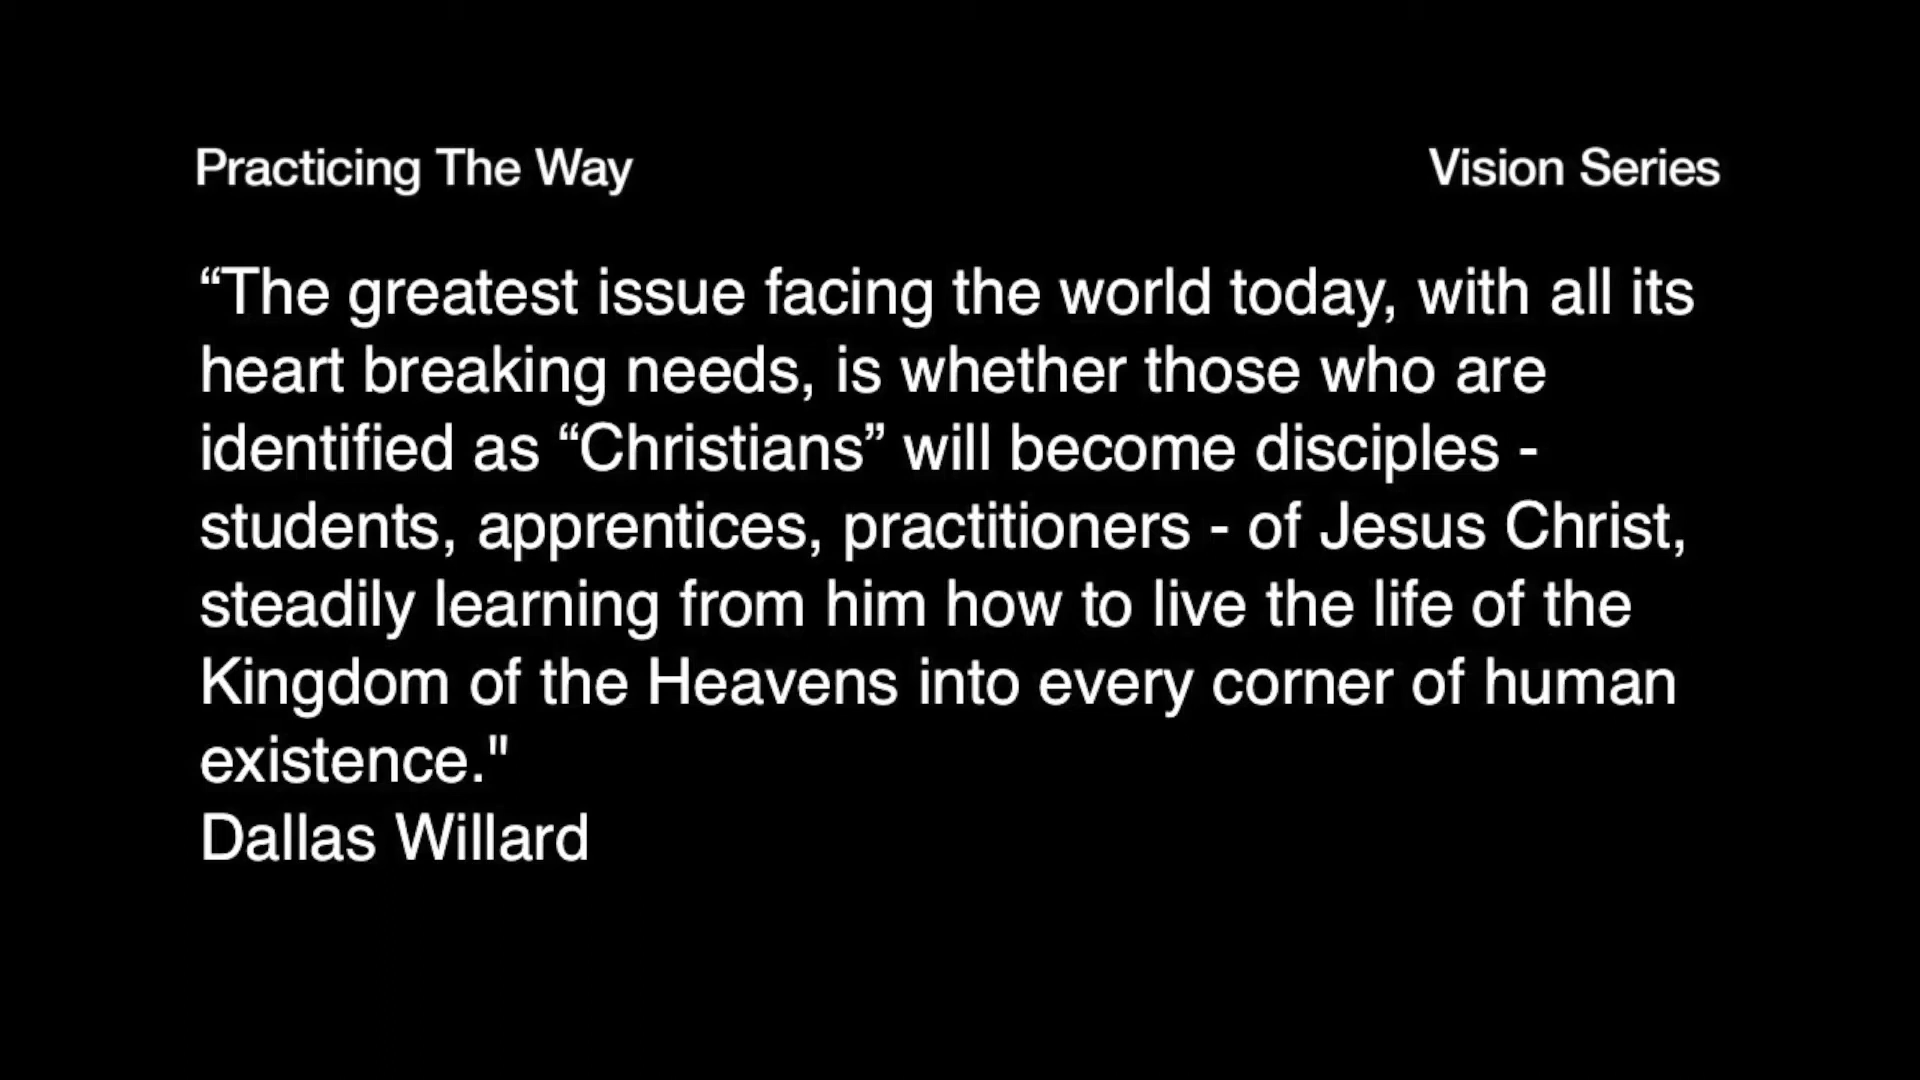 Practicing The Way
Vision Series
“The greatest issue facing the world today, with all its
heart breaking needs, is whether those who are
identified as “Christians” will become disciples -
students, apprentices, practitioners - of Jesus Christ,
steadily learning from him how to live the life of the
Kingdom of the Heavens into every corner of human
existence."
Dallas Willard